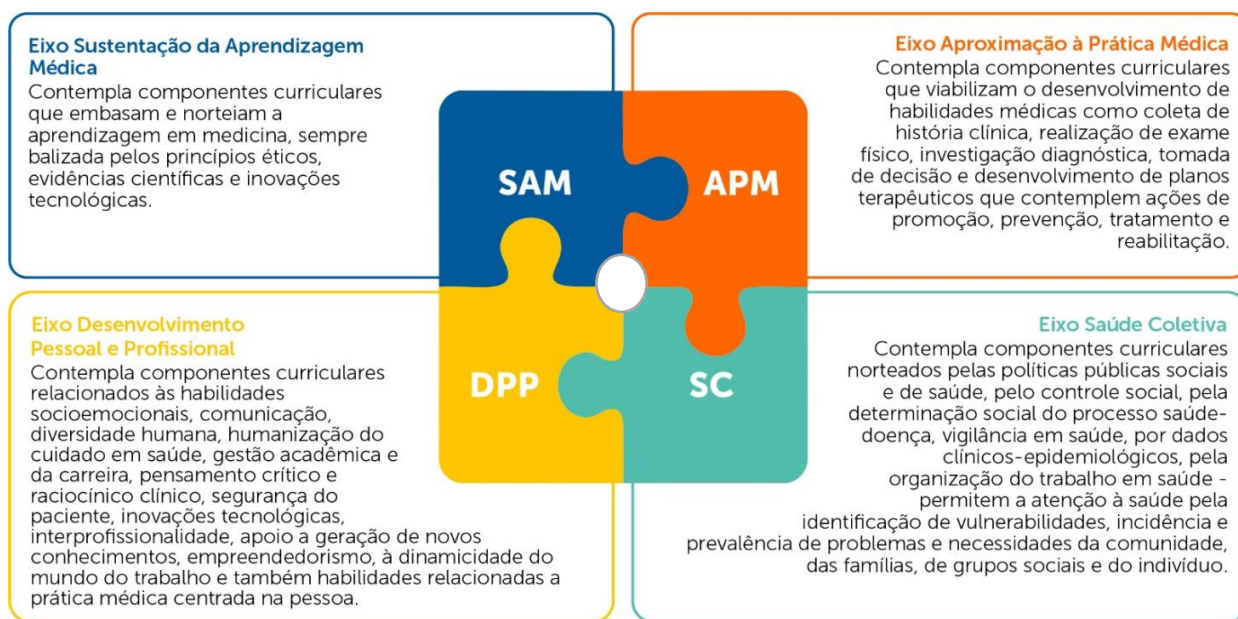 Eixo Sustentação da Aprendizagem
Médica
Contempla componentes curriculares
que embasam e norteiam a
aprendizagem em medicina, sempre
balizada pelos princípios éticos,
evidências científicas e inovações
tecnológicas.
Eixo Aproximação à Prática Médica
Contempla componentes curriculares
que viabilizam o desenvolvimento de
habilidades médicas como coleta de
história clínica, realização de exame
físico, investigação diagnóstica, tomada
de decisão e desenvolvimento de planos
terapêuticos que contemplem ações de
promoção, prevenção, tratamento e
reabilitação.
SAM
APM
DPP
SC
Eixo Desenvolvimento
Pessoal e Profissional
Contempla componentes curriculares
relacionados às habilidades
socioemocionais, comunicação,
diversidade humana, humanização do
cuidado em saúde, gestão acadêmica e
da carreira, pensamento crítico e
raciocínico clínico, segurança do
paciente, inovações tecnológicas,
interprofissionalidade, apoio a geração de novos
conhecimentos, empreendedorismo, à dinamicidade do
mundo do trabalho e também habilidades relacionadas a
prática médica centrada na pessoa.
Eixo Saúde Coletiva
Contempla componentes curriculares
norteados pelas políticas públicas sociais
e de saúde, pelo controle social, pela
determinação social do processo saúde-
doença, vigilância em saúde, por dados
clínicos-epidemiológicos, pela
organização do trabalho em saúde -
permitem a atenção à saúde pela
identificação de vulnerabilidades, incidência e
prevalência de problemas e necessidades da comunidade,
das famílias, de grupos sociais e do indivíduo.